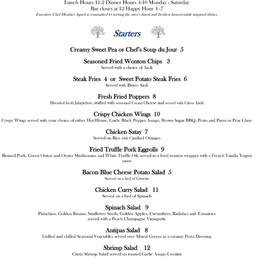 Lunch Hours 11-2 Dinner Hours 4-10 Monday - Saturday
Bar closes at 12 Happy Hour 4-7
Executive Chef Heather Aguel is committed to serving the area's finest and freshest Innovatively inspired dishes.
Starters
Creamy Sweet Pea or Chef's Soup du Jour 5
Seasoned Fried Wonton Chips 3
Served with a choice of Aioli
Steak Fries 4 or Sweet Potato Steak Fries 6
Served with Bistro Aioli
Fresh Fried Poppers 8
Breaded fresh Jalapeños, stuffed with seasoned Cream Cheese and served with Citrus Aioli
Crispy Chicken Wings 10
Crispy Wings served with your choice of either Hot House, Garlic Black Pepper Asiago, Brown Sugar BBQ, Pesto and Parm or Pear Glaze
Chicken Satay 7
Served on Rice with Candied Oranges
Fried Truffle Pork Eggrolls 9
Roasted Pork, Green Onion and Oyster Mushrooms and White Truffle Oil, served in a fried wonton wrapper with a French Vanilla Yogurt
sauce
Bacon Blue Cheese Potato Salad 5
Served on a bed of Greens
Chicken Curry Salad 11
Served on a bed of Spinach
Spinach Salad 9
Pistachios, Golden Raisins, Sunflower Seeds, Golden Apples, Cucumbers, Radishes and Tomatoes
served with a Peach Champagne Vinaigrette
Antipas Salad 8
Grilled and chilled Seasonal Vegetables served over Mixed Greens in a creamy Pesto Dressing
Shrimp Salad 12
Citrus Shrimp Salad served on roasted Garlic Asiago Crostini